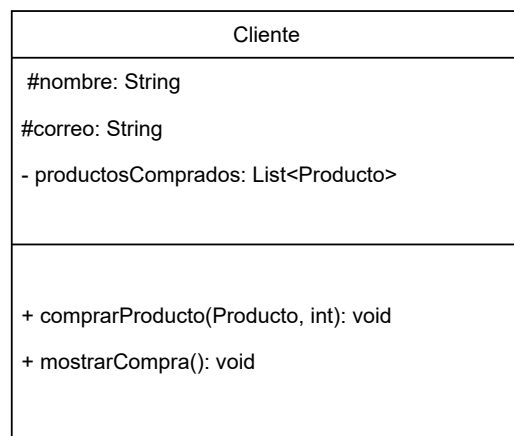 Cliente
#nombre: String
#correo: String
- productosComprados: List<Producto>
+ comprarProducto(Producto, int): void
+ mostrarCompra(): void